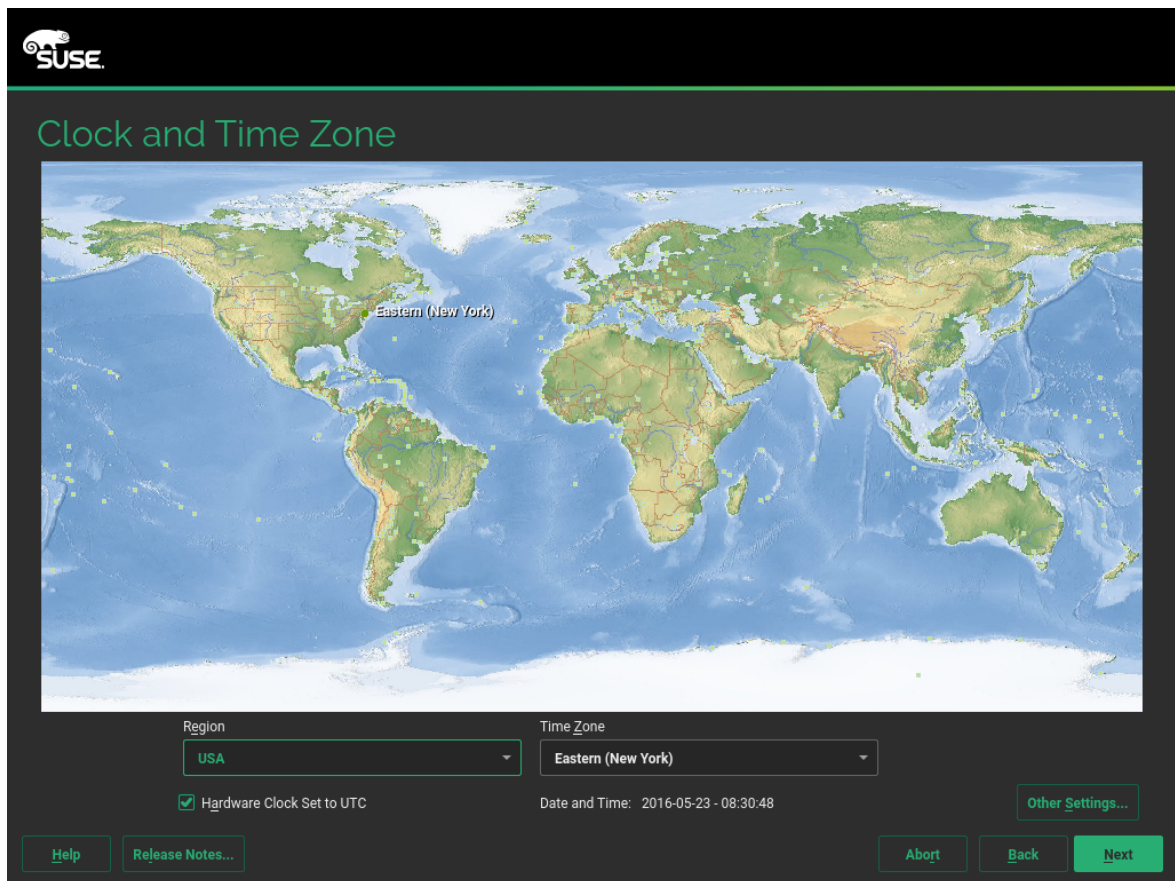 SUSE.
Clock and Time Zone
Eastern (New York)
Region
Time Zone
USA
Eastern (New York)
Hardware Clock Set to UTC
Date and Time: 2016-05-23 - 08:30:48
Other Settings...
Help
Release Notes...
Abort
Back
Next